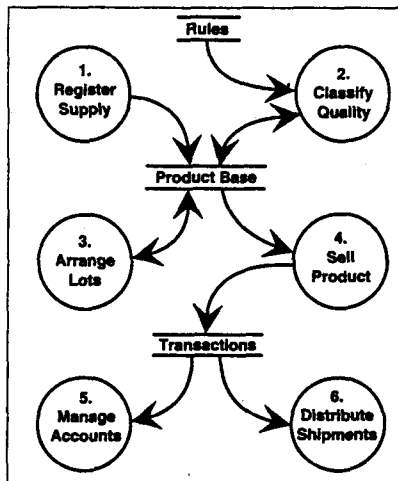 Rules
1.
Register
Supply
2.
Classify
Quality
Product Base
3.
Arrange
Lots
4.
Sell
Product
Transactions
5.
Manage
Accounts
6.
Distribute
Shipments